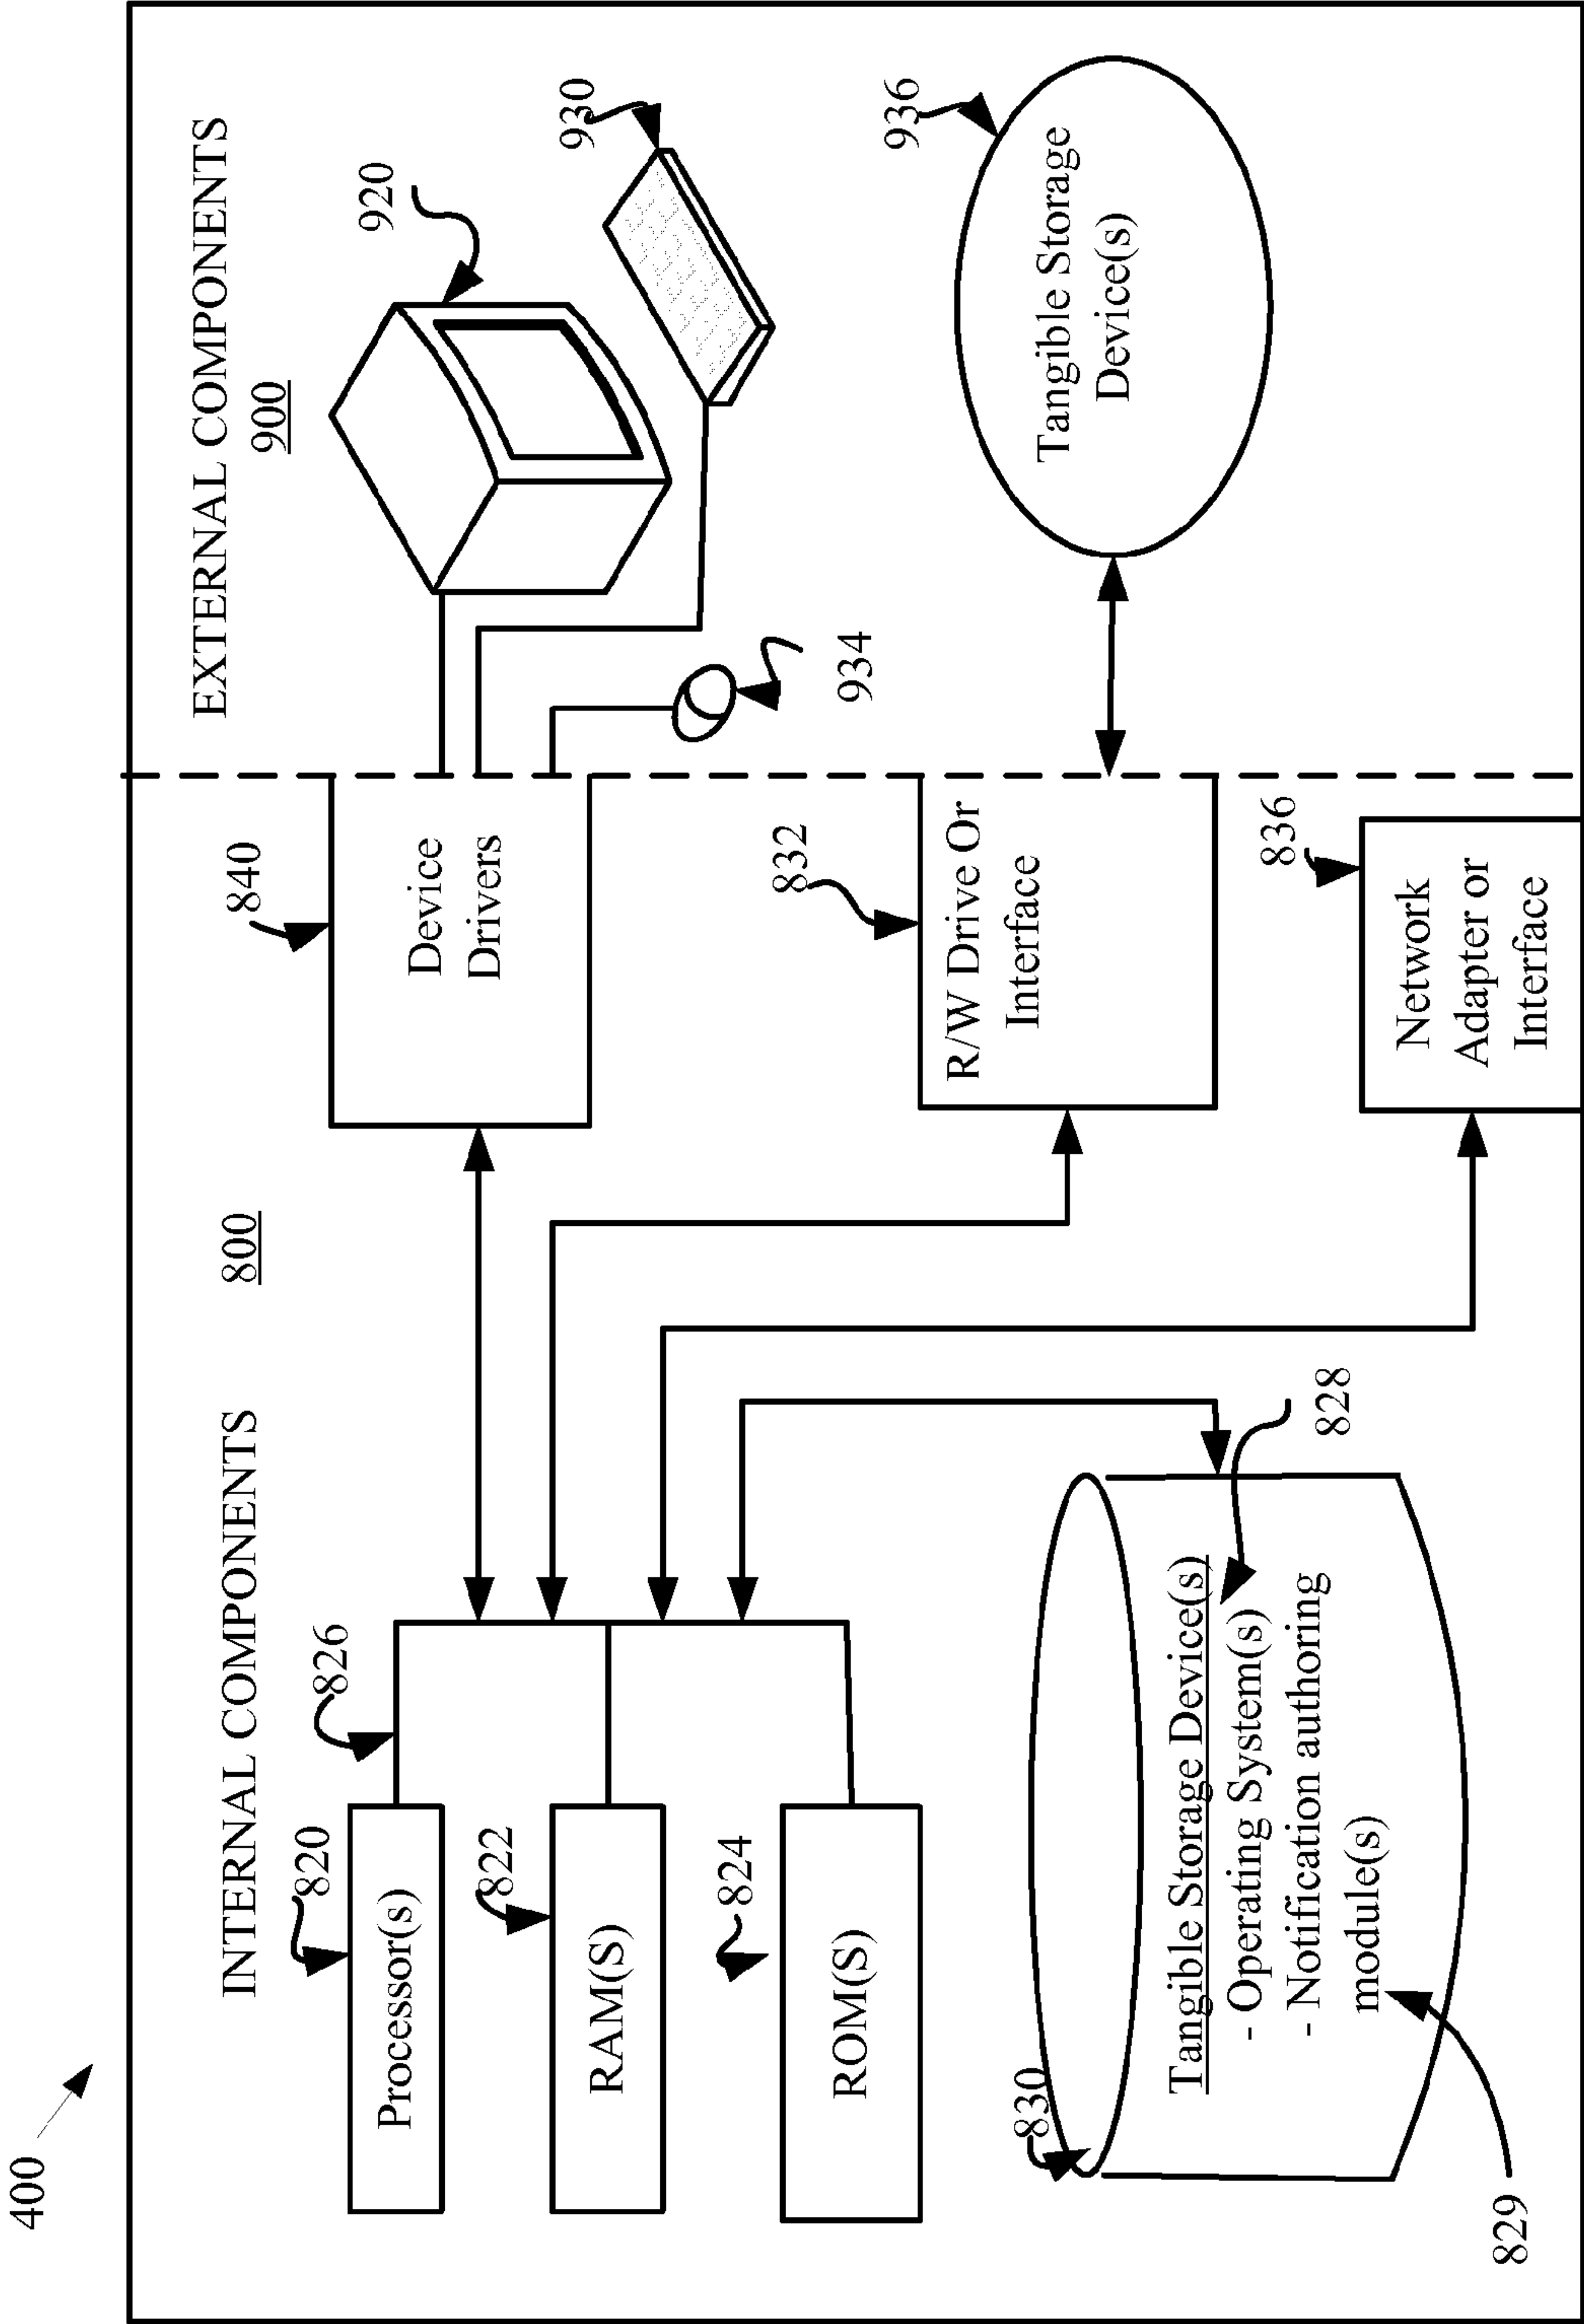 400
INTERNAL COMPONENTS
800
EXTERNAL COMPONENTS
900
820
Processor(s)
826
822
RAM(S)
824
ROM(S)
830
Tangible Storage Device(s)
- Operating System(s)
- Notification authoring
module(s)
828
829
840
Device
Drivers
832
R/W Drive Or
Interface
836
Network
Adapter or
Interface
920
930
934
936
Tangible Storage
Device(s)